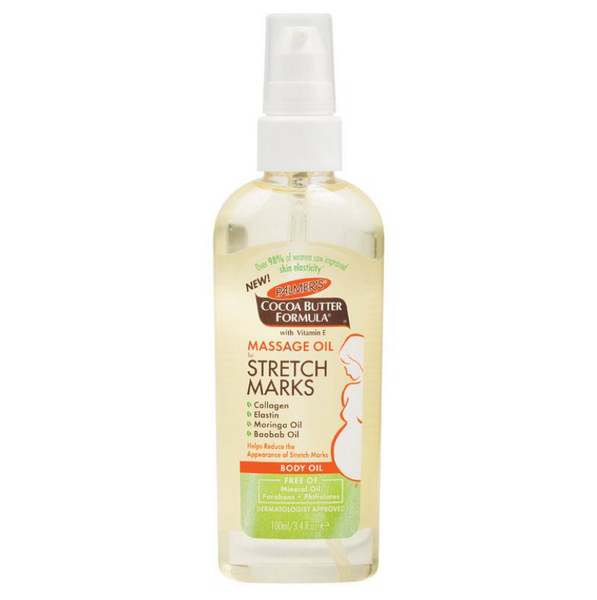 Over 90% of women saw improved
skin elasticity*
NEW!
PALMER'S®
COCOA BUTTER
FORMULA®
with Vitamin E
MASSAGE OIL
for
STRETCH
MARKS
Collagen
Elastin
Moringa Oil
Baobab Oil
Helps Reduce the
Appearance of Stretch Marks
BODY OIL
FREE OF
Mineral Oil
Parabens • Phthalates
DERMATOLOGIST APPROVED
100ml/3.4 fl oz ℮